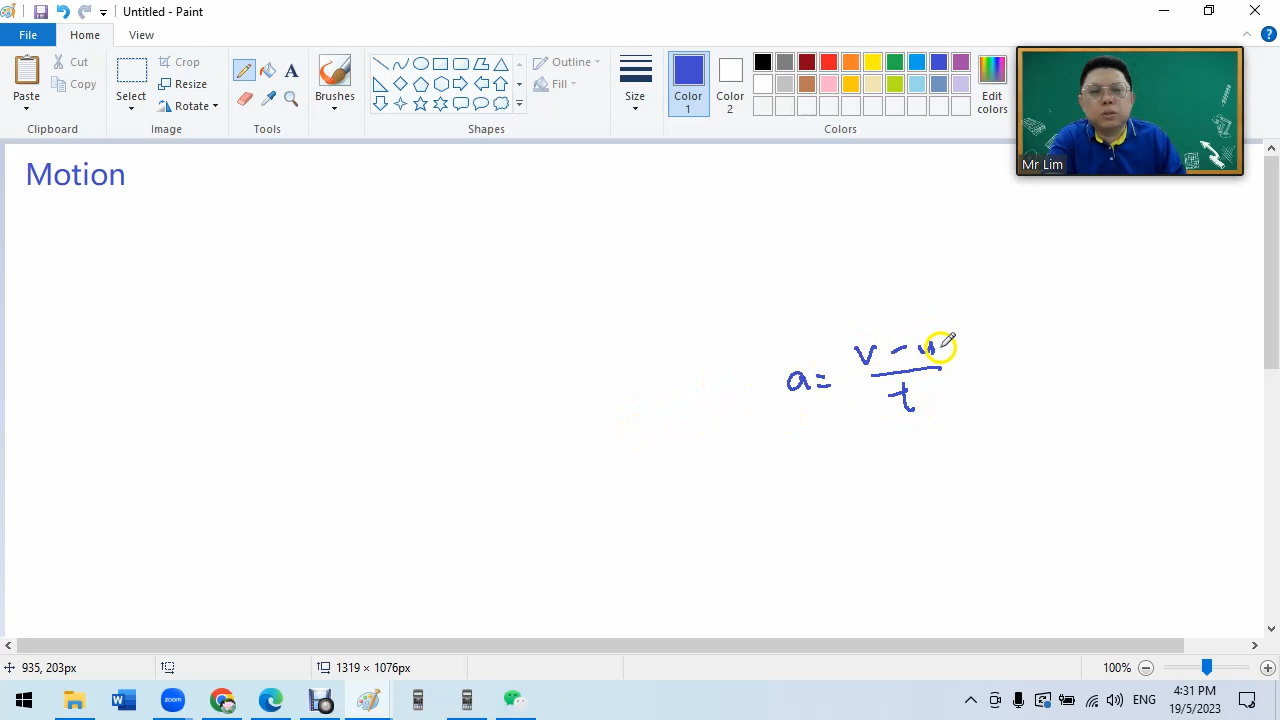 Untitled - Paint
File Home View
Paste Cut Copy
Select Crop Resize Rotate
Brushes
Outline Fill
Size
Color 1
Color 2
Edit colors
Clipboard Image Tools Shapes Colors
Mr Lim
Motion
a = v - u
t
935, 203px
1319 × 1076px
100%
W zoom
ENG
4:31 PM
19/5/2023